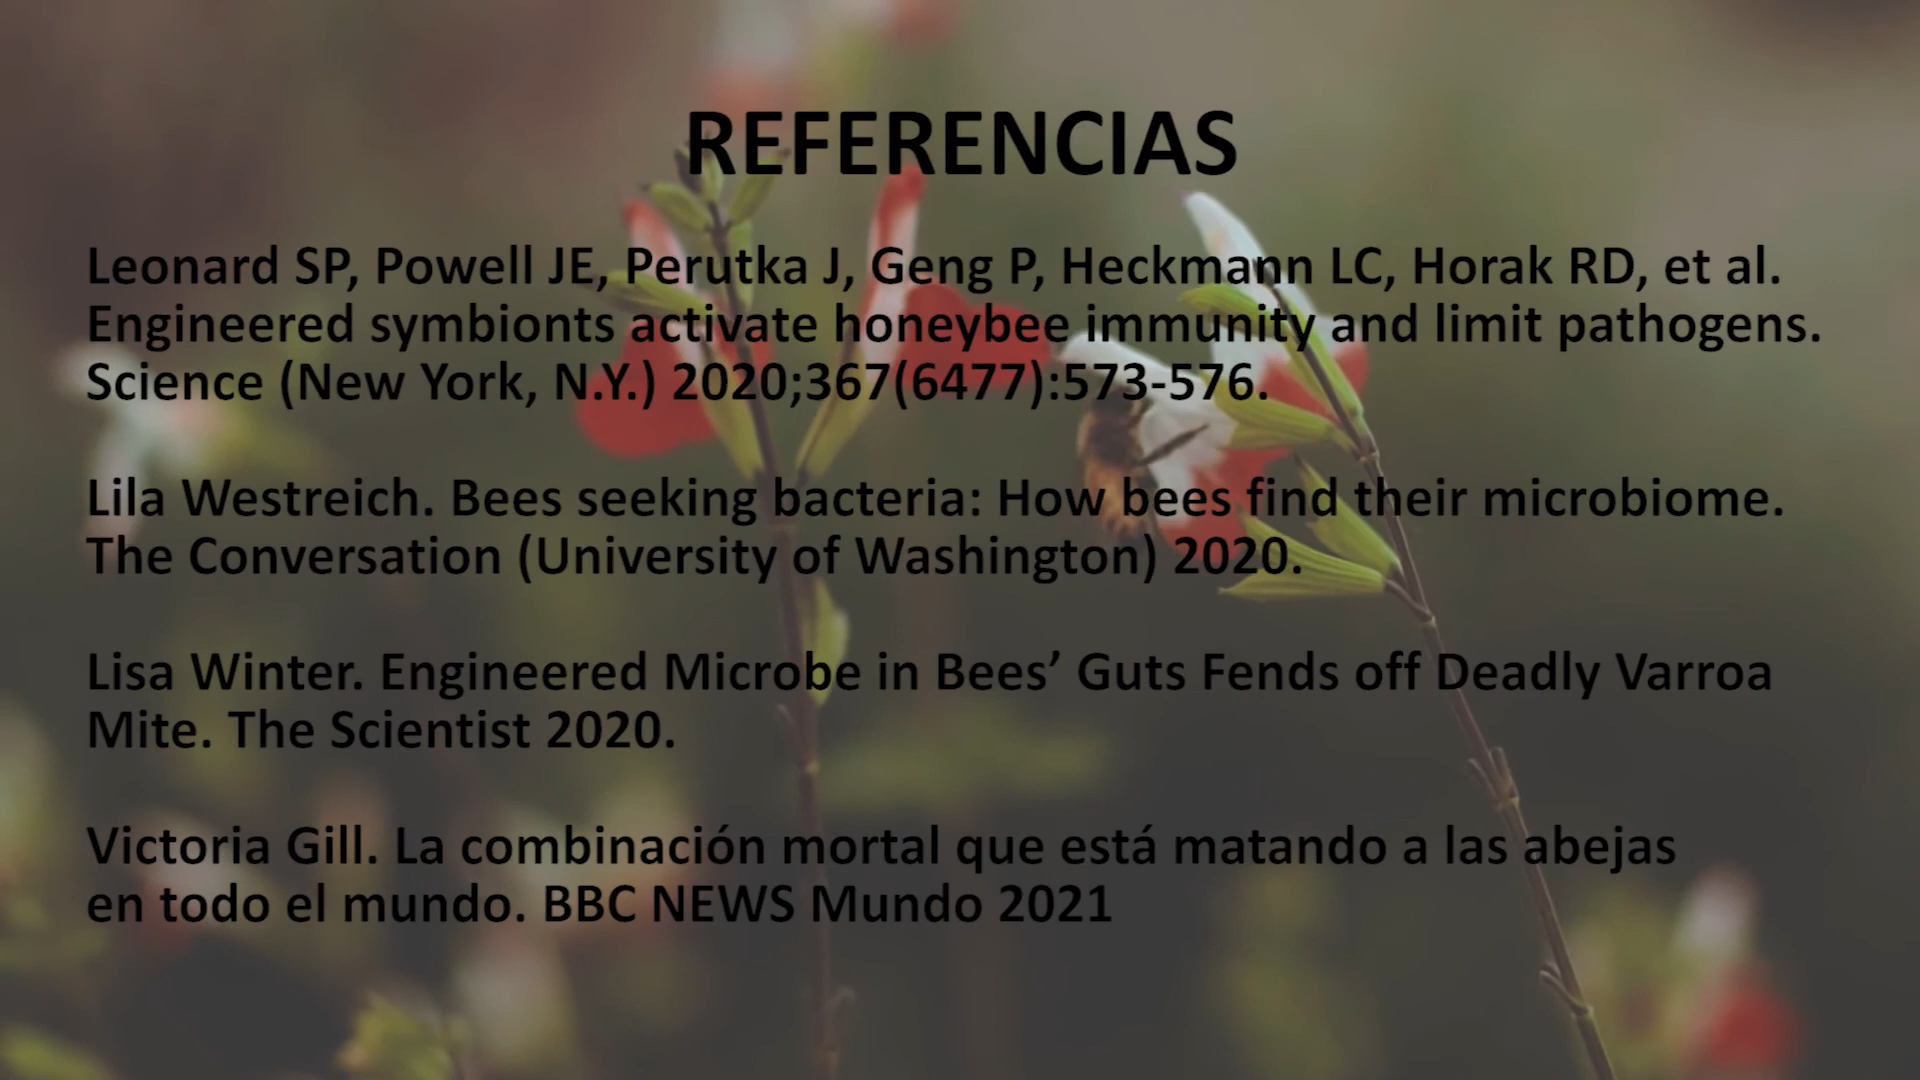 REFERENCIAS
Leonard SP, Powell JE, Perutka J, Geng P, Heckmann LC, Horak RD, et al.
Engineered symbionts activate honeybee immunity and limit pathogens.
Science (New York, N.Y.) 2020;367(6477):573-576.
Lila Westreich. Bees seeking bacteria: How bees find their microbiome.
The Conversation (University of Washington) 2020.
Lisa Winter. Engineered Microbe in Bees’ Guts Fends off Deadly Varroa
Mite. The Scientist 2020.
Victoria Gill. La combinación mortal que está matando a las abejas
en todo el mundo. BBC NEWS Mundo 2021